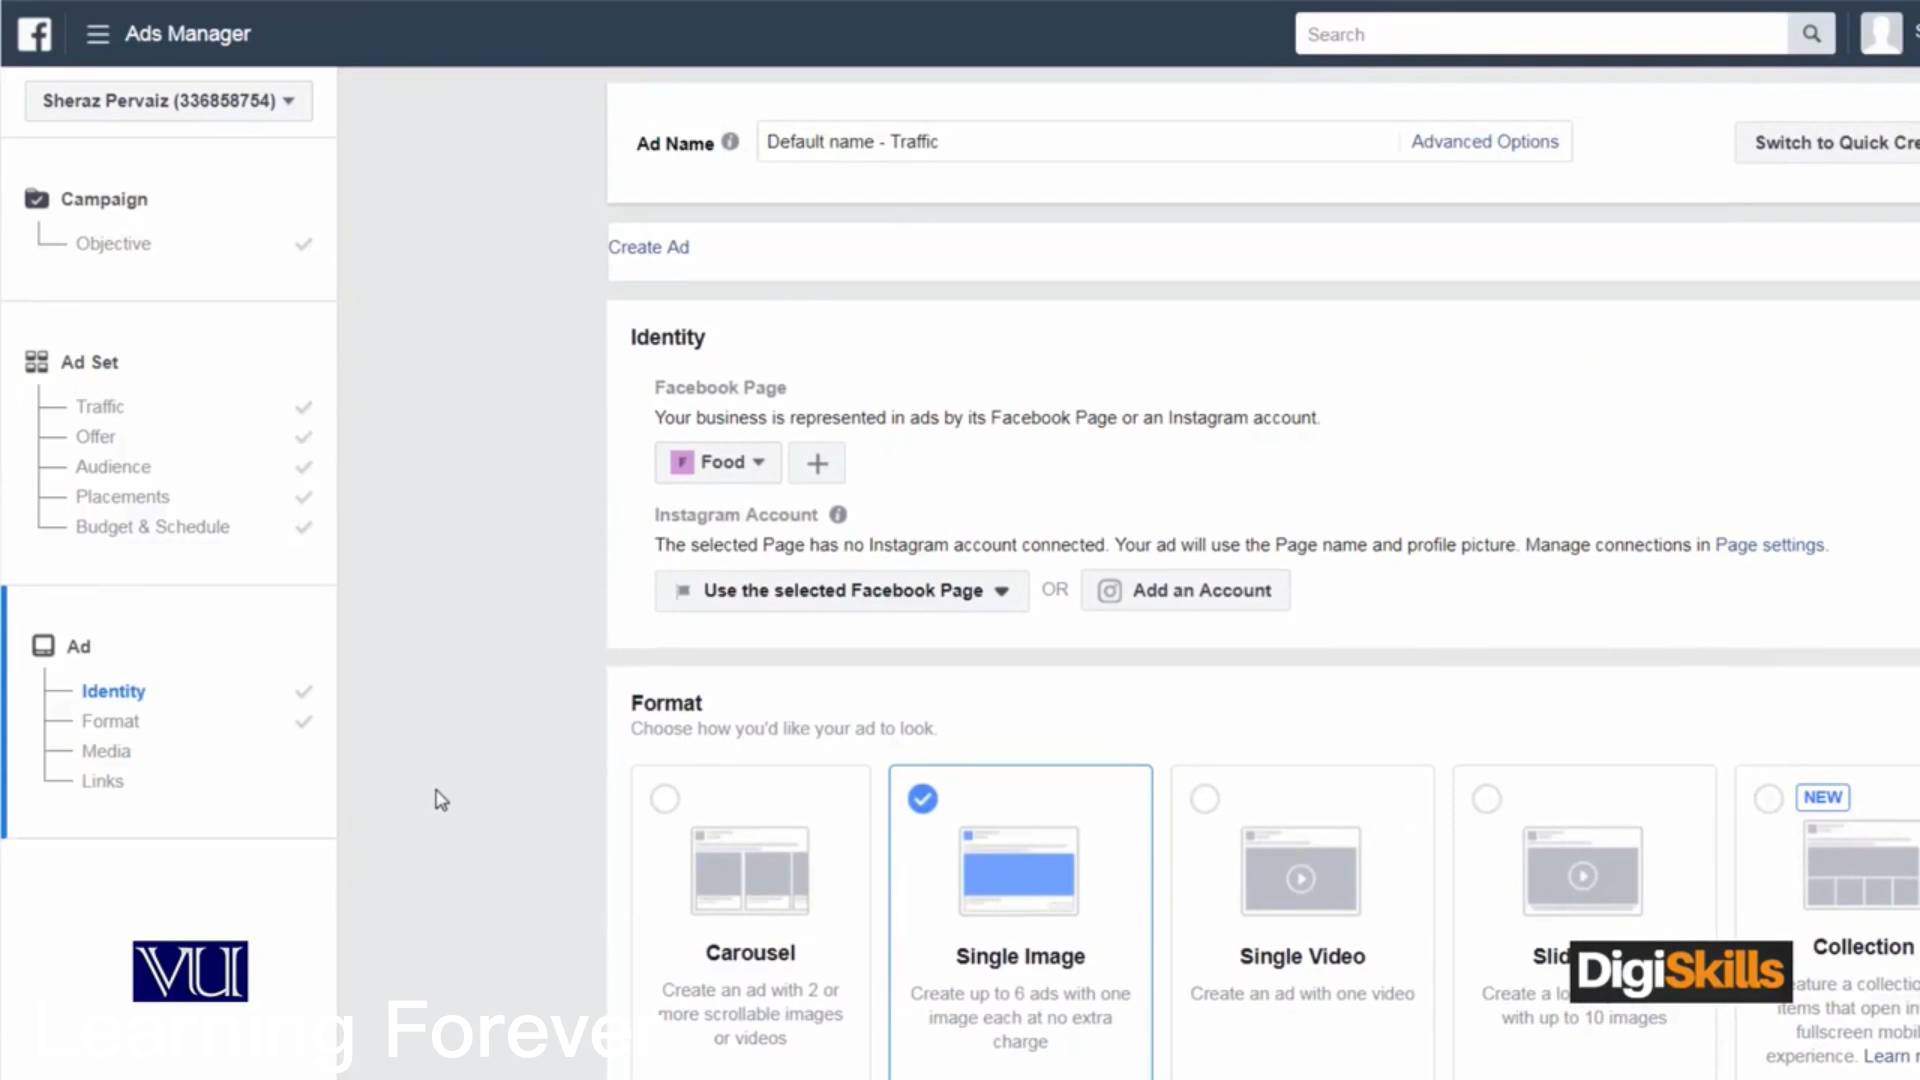 Ads Manager
Search
Sheraz Pervaiz (336858754)
Campaign
Objective
Ad Set
Traffic
Offer
Audience
Placements
Budget & Schedule
Ad
Identity
Format
Media
Links
Ad Name
Default name - Traffic
Advanced Options
Switch to Quick Cre
Create Ad
Identity
Facebook Page
Your business is represented in ads by its Facebook Page or an Instagram account.
F Food
Instagram Account
The selected Page has no Instagram account connected. Your ad will use the Page name and profile picture. Manage connections in Page settings.
Use the selected Facebook Page OR Add an Account
Format
Choose how you'd like your ad to look.
Carousel
Create an ad with 2 or
more scrollable images
or videos
Single Image
Create up to 6 ads with one
image each at no extra
charge
Single Video
Create an ad with one video
Slid
Create a lo
with up to 10 images
NEW
Collection
eature a collectio
items that open in
fullscreen mobil
experience. Learn
VU
DigiSkills
Learning Forever